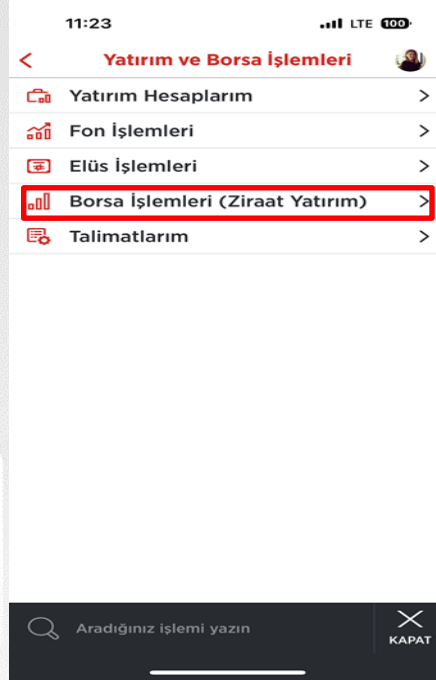 11:23
LTE 100
Yatırım ve Borsa İşlemleri
Yatırım Hesaplarım
Fon İşlemleri
Elüs İşlemleri
Borsa İşlemleri (Ziraat Yatırım)
Talimatlarım
Aradığınız işlemi yazın
KAPAT